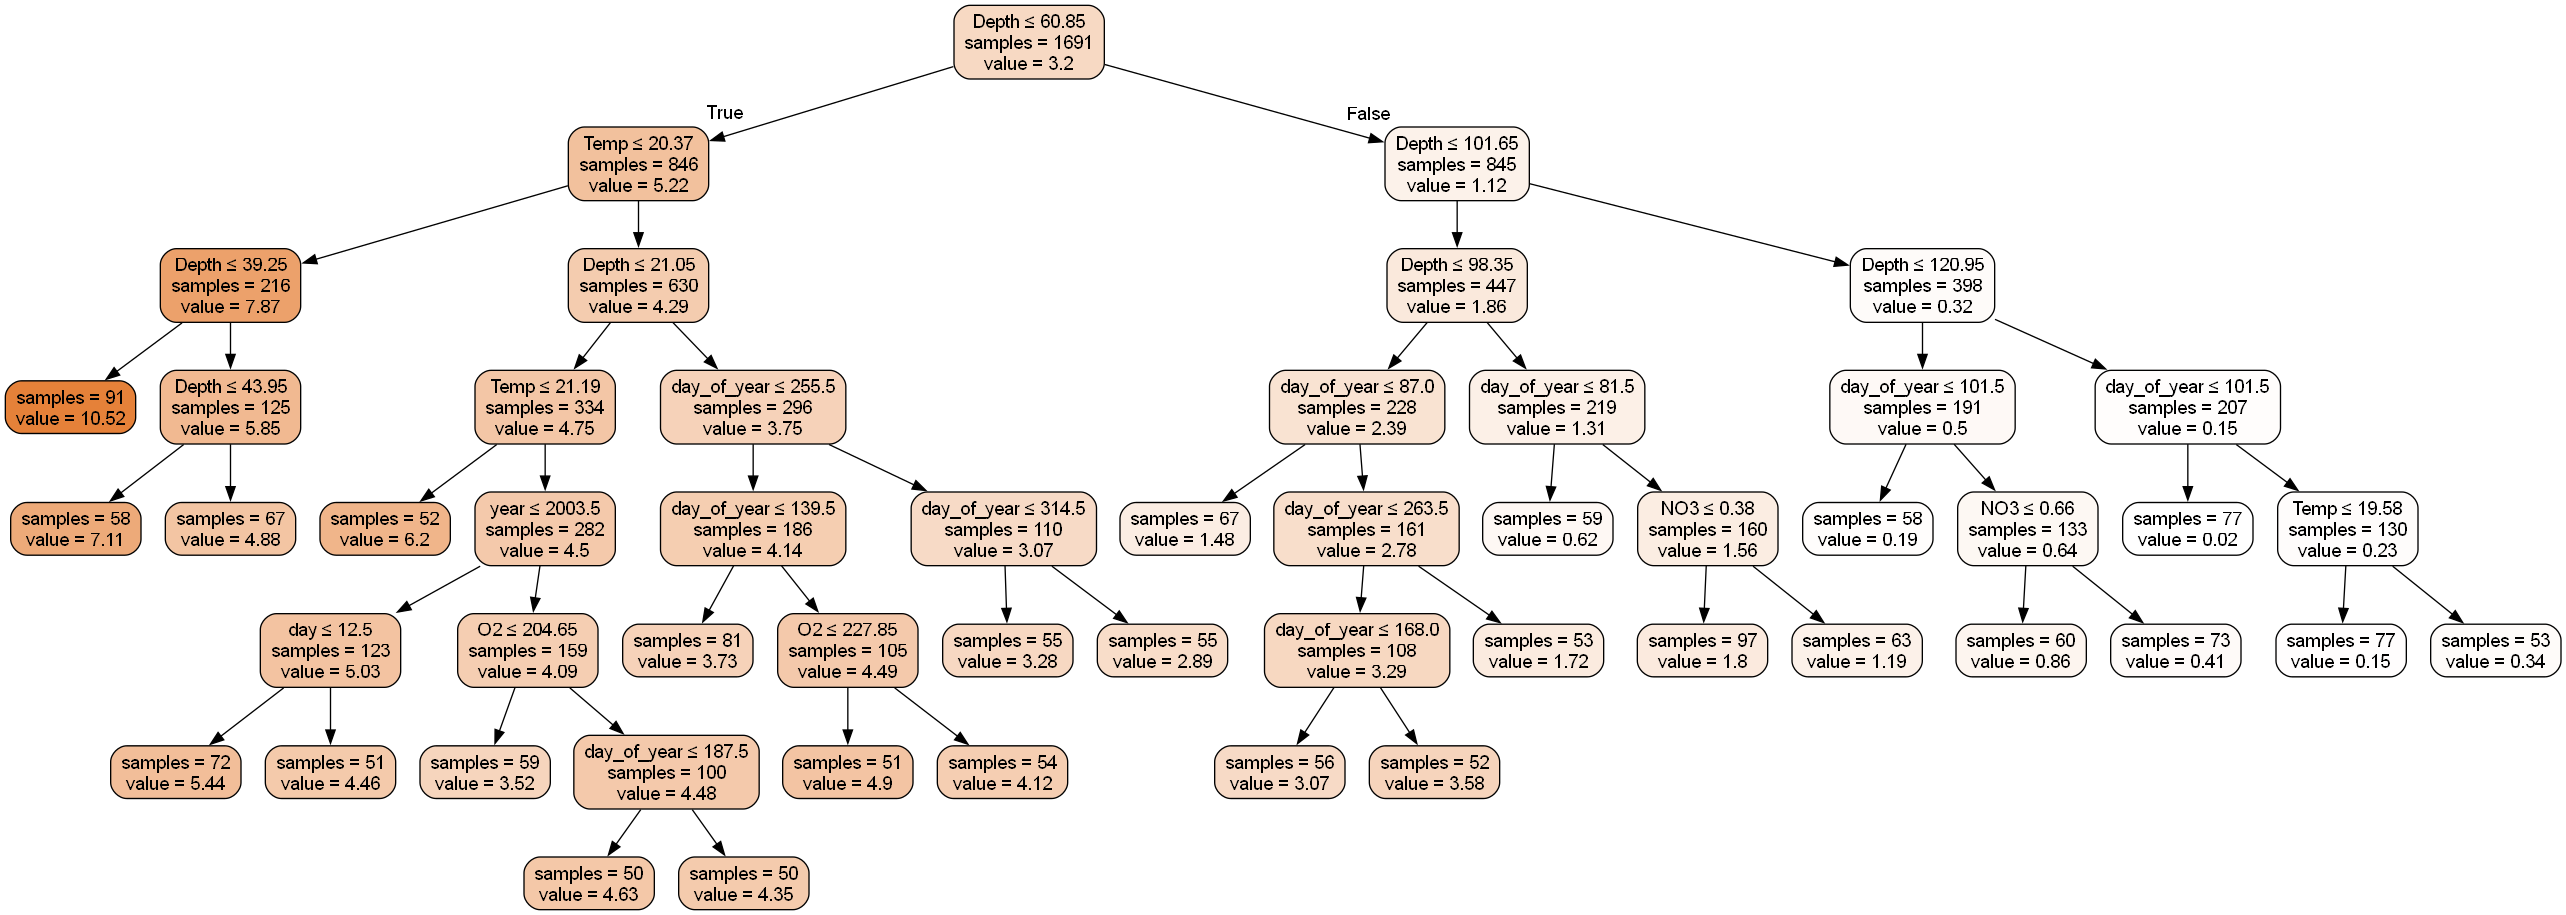 Depth ≤ 60.85
samples = 1691
value = 3.2
True
False
Temp ≤ 20.37
samples = 846
value = 5.22
Depth ≤ 101.65
samples = 845
value = 1.12
Depth ≤ 39.25
samples = 216
value = 7.87
Depth ≤ 21.05
samples = 630
value = 4.29
Depth ≤ 98.35
samples = 447
value = 1.86
Depth ≤ 120.95
samples = 398
value = 0.32
samples = 91
value = 10.52
Depth ≤ 43.95
samples = 125
value = 5.85
Temp ≤ 21.19
samples = 334
value = 4.75
day_of_year ≤ 255.5
samples = 296
value = 3.75
day_of_year ≤ 87.0
samples = 228
value = 2.39
day_of_year ≤ 81.5
samples = 219
value = 1.31
day_of_year ≤ 101.5
samples = 191
value = 0.5
day_of_year ≤ 101.5
samples = 207
value = 0.15
samples = 58
value = 7.11
samples = 67
value = 4.88
samples = 52
value = 6.2
year ≤ 2003.5
samples = 282
value = 4.5
day_of_year ≤ 139.5
samples = 186
value = 4.14
day_of_year ≤ 314.5
samples = 110
value = 3.07
samples = 67
value = 1.48
day_of_year ≤ 263.5
samples = 161
value = 2.78
samples = 59
value = 0.62
NO3 ≤ 0.38
samples = 160
value = 1.56
samples = 58
value = 0.19
NO3 ≤ 0.66
samples = 133
value = 0.64
samples = 77
value = 0.02
Temp ≤ 19.58
samples = 130
value = 0.23
day ≤ 12.5
samples = 123
value = 5.03
O2 ≤ 204.65
samples = 159
value = 4.09
samples = 81
value = 3.73
O2 ≤ 227.85
samples = 105
value = 4.49
samples = 55
value = 3.28
samples = 55
value = 2.89
day_of_year ≤ 168.0
samples = 108
value = 3.29
samples = 53
value = 1.72
samples = 97
value = 1.8
samples = 63
value = 1.19
samples = 60
value = 0.86
samples = 73
value = 0.41
samples = 77
value = 0.15
samples = 53
value = 0.34
samples = 72
value = 5.44
samples = 51
value = 4.46
samples = 59
value = 3.52
day_of_year ≤ 187.5
samples = 100
value = 4.48
samples = 51
value = 4.9
samples = 54
value = 4.12
samples = 56
value = 3.07
samples = 52
value = 3.58
samples = 50
value = 4.63
samples = 50
value = 4.35